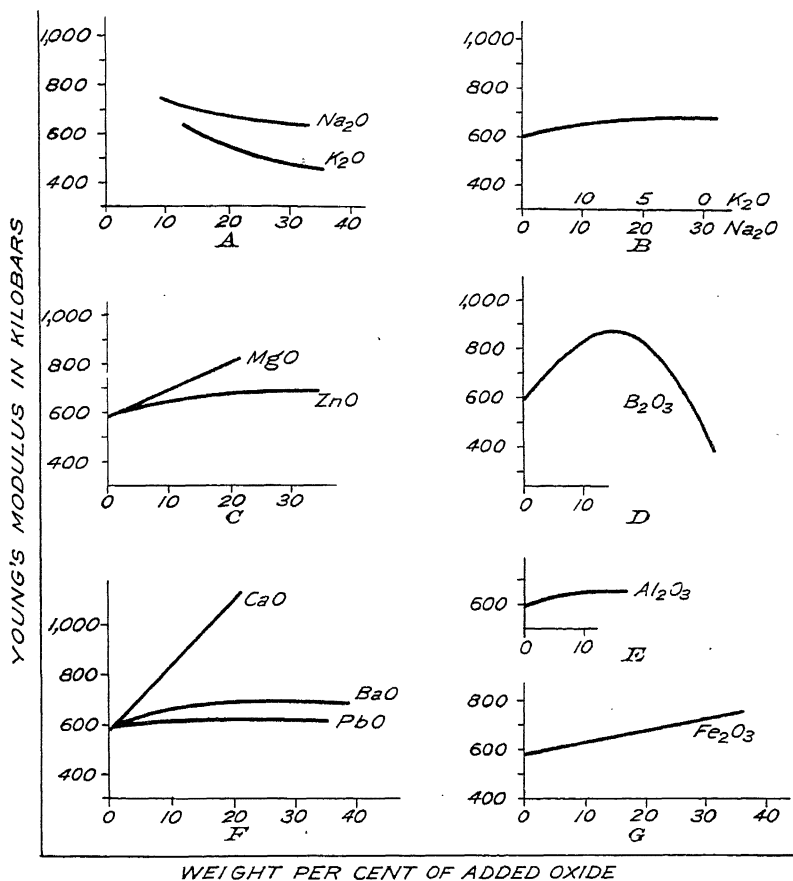 YOUNG'S MODULUS IN KILOBARS
1,000
800
600
400
Na₂O
K₂O
0 10 20 30 40
A
1,000
800
600
400
10 5 0 K₂O
0 10 20 30 Na₂O
B
1,000
800
600
400
MgO
ZnO
0 10 20 30
C
1,000
800
600
400
B₂O₃
0 10
D
1,000
800
600
400
CaO
BaO
PbO
0 10 20 30 40
F
600
Al₂O₃
0 10
E
800
600
400
Fe₂O₃
0 10 20 30 40
G
WEIGHT PER CENT OF ADDED OXIDE